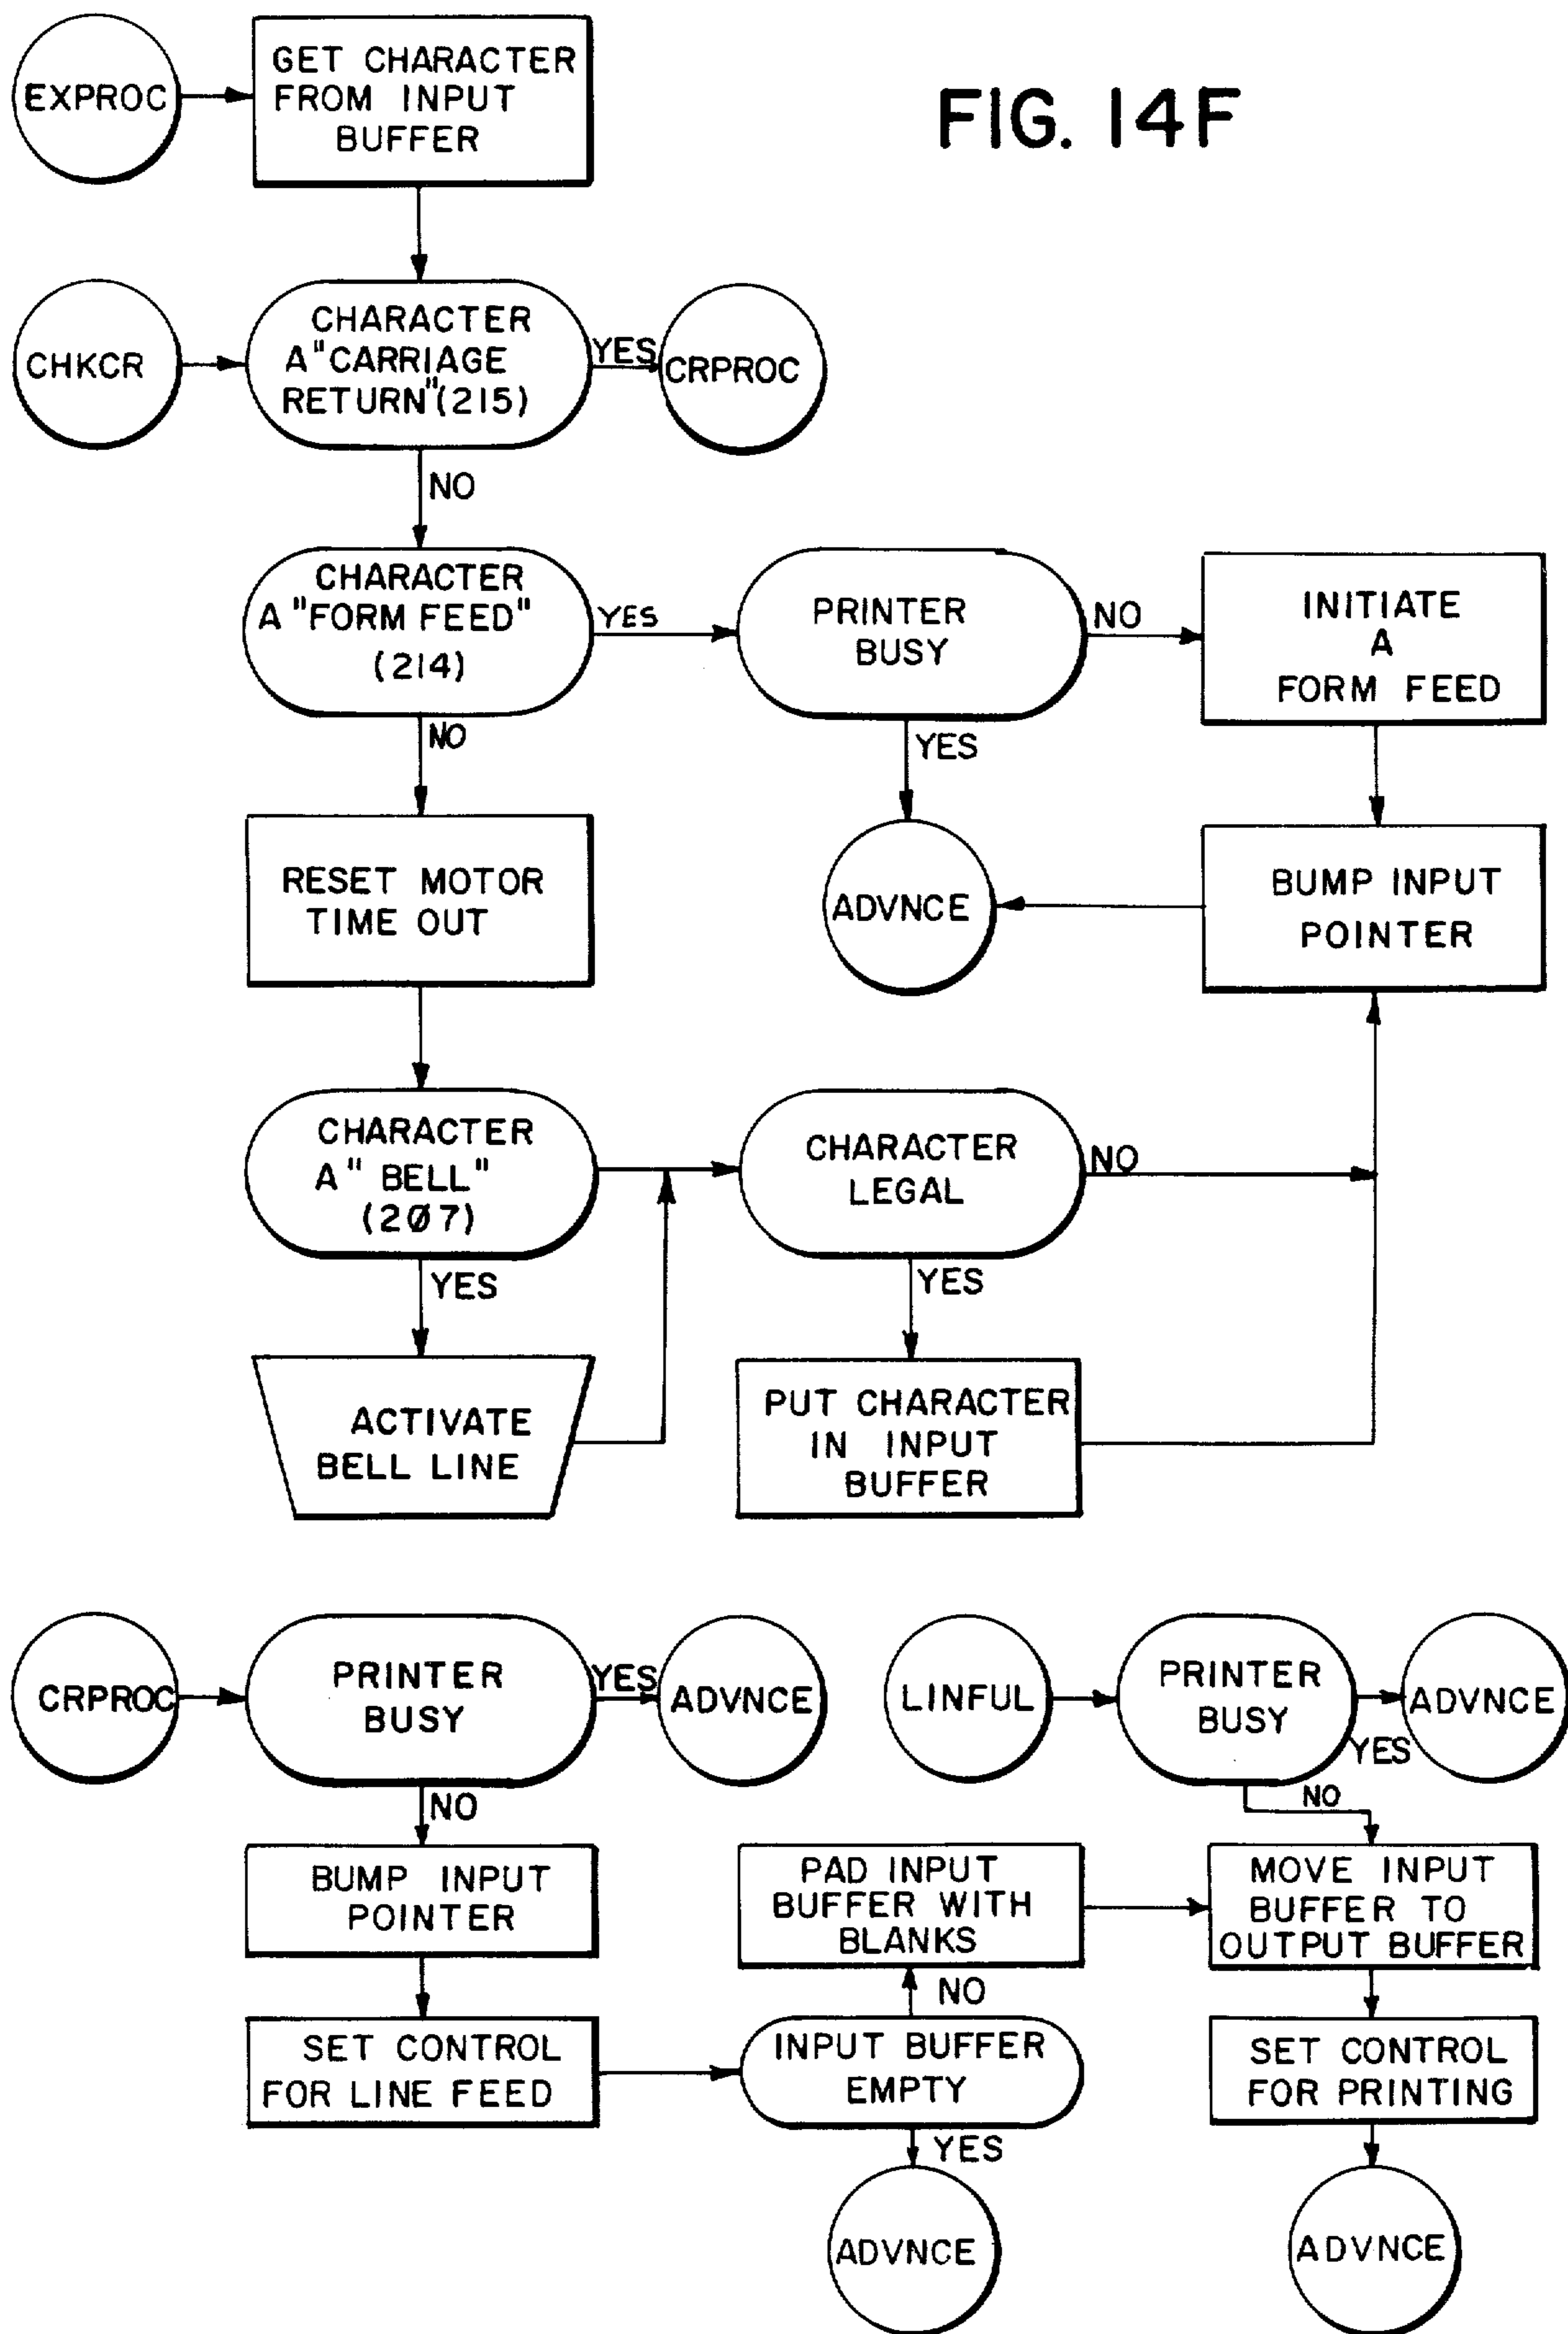 FIG. 14F
EXPROC
GET CHARACTER
FROM INPUT
BUFFER
CHKCR
CHARACTER
A "CARRIAGE
RETURN" (215)
YES
CRPROC
NO
CHARACTER
A "FORM FEED"
(214)
YES
PRINTER
BUSY
NO
INITIATE
A
FORM FEED
NO
YES
RESET MOTOR
TIME OUT
ADVNCE
BUMP INPUT
POINTER
CHARACTER
A "BELL"
(2Ø7)
CHARACTER
LEGAL
NO
YES
YES
ACTIVATE
BELL LINE
PUT CHARACTER
IN INPUT
BUFFER
CRPROC
PRINTER
BUSY
YES
ADVNCE
NO
BUMP INPUT
POINTER
SET CONTROL
FOR LINE FEED
INPUT BUFFER
EMPTY
NO
PAD INPUT
BUFFER WITH
BLANKS
YES
ADVNCE
LINFUL
PRINTER
BUSY
YES
ADVNCE
NO
MOVE INPUT
BUFFER TO
OUTPUT BUFFER
SET CONTROL
FOR PRINTING
ADVNCE